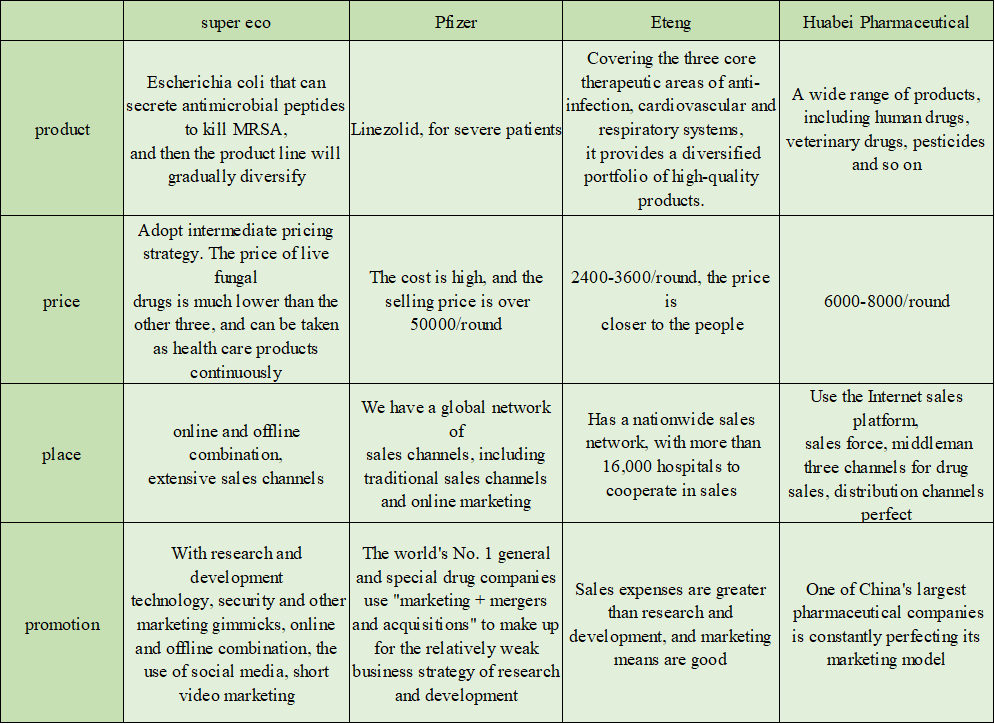 super eco
Pfizer
Eteng
Huabei Pharmaceutical
product
Escherichia coli that can
secrete antimicrobial peptides
to kill MRSA,
and then the product line will
gradually diversify
Linezolid, for severe patients
Covering the three core
therapeutic areas of anti-
infection, cardiovascular and
respiratory systems,
it provides a diversified
portfolio of high-quality
products.
A wide range of products,
including human drugs,
veterinary drugs, pesticides
and so on
price
Adopt intermediate pricing
strategy. The price of live
fungal
drugs is much lower than the
other three, and can be taken
as health care products
continuously
The cost is high, and the
selling price is over
50000/round
2400-3600/round, the price
is
closer to the people
6000-8000/round
place
online and offline
combination,
extensive sales channels
We have a global network
of
sales channels, including
traditional sales channels
and online marketing
Has a nationwide sales
network, with more than
16,000 hospitals to
cooperate in sales
Use the Internet sales
platform,
sales force, middleman
three channels for drug
sales, distribution channels
perfect
promotion
With research and
development
technology, security and other
marketing gimmicks, online
and offline combination, the
use of social media, short
video marketing
The world's No. 1 general
and special drug companies
use "marketing + mergers
and acquisitions" to make up
for the relatively weak
business strategy of research
and development
Sales expenses are greater
than research and
development, and marketing
means are good
One of China's largest
pharmaceutical companies
is constantly perfecting its
marketing model